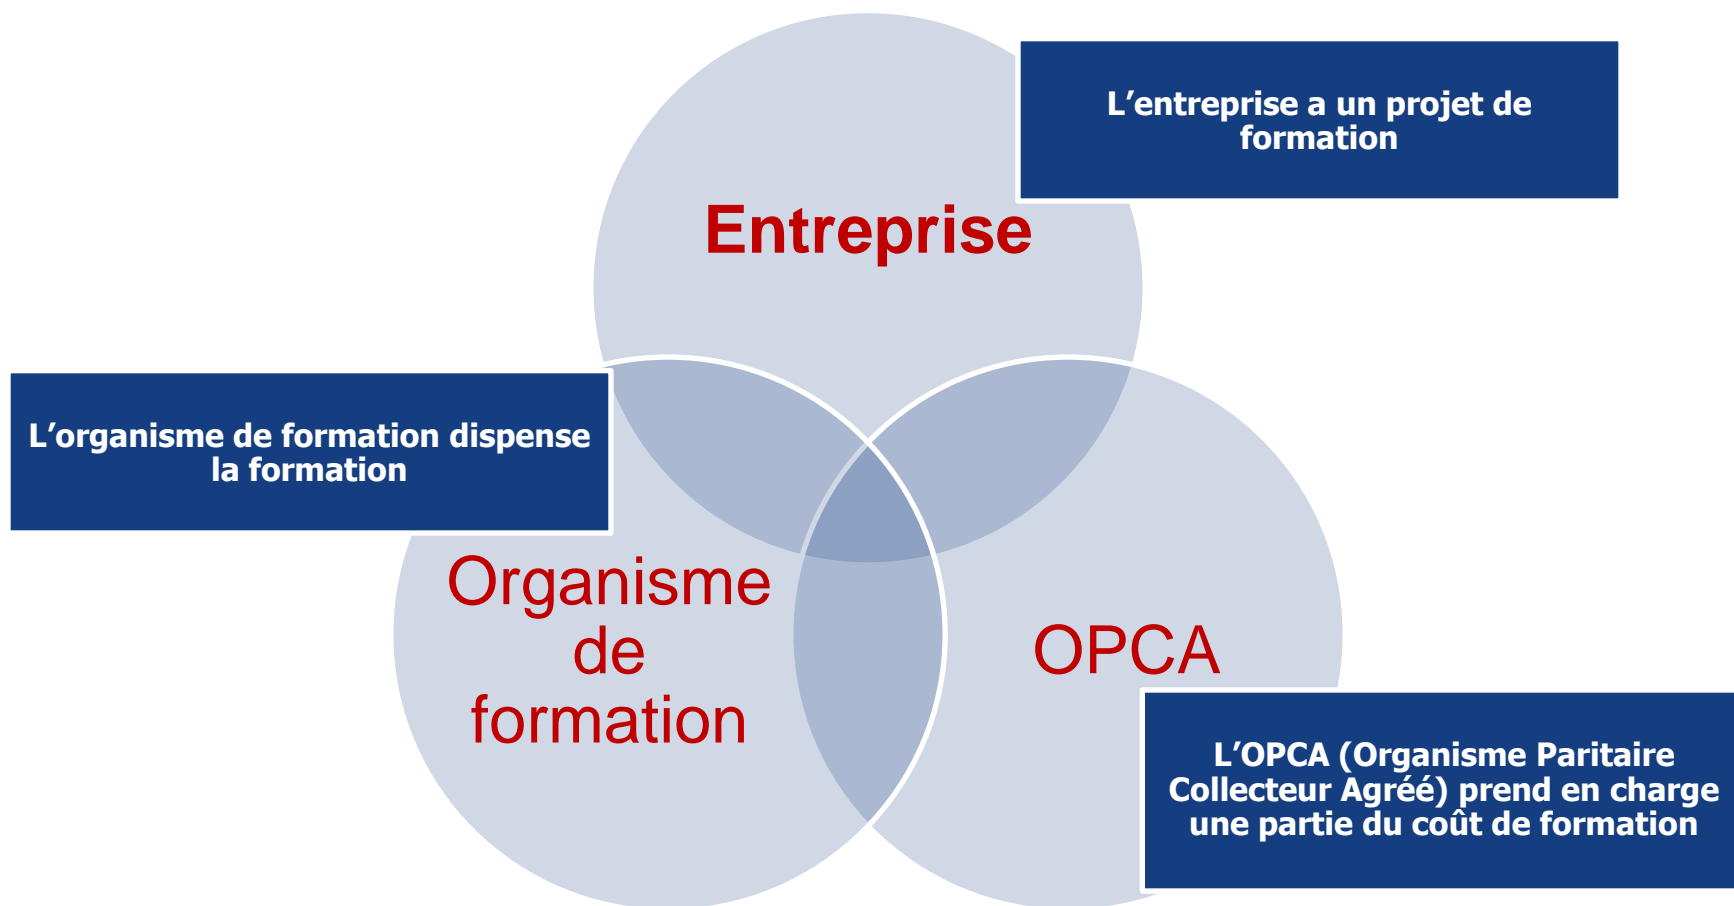 L’entreprise a un projet de
formation
Entreprise
L’organisme de formation dispense
la formation
Organisme
de
formation
OPCA
L’OPCA (Organisme Paritaire
Collecteur Agréé) prend en charge
une partie du coût de formation